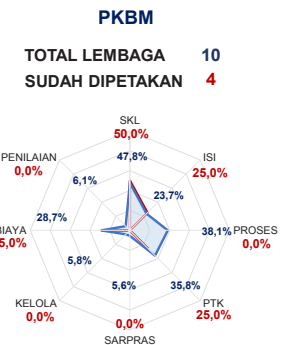 PKBM
TOTAL LEMBAGA 10
SUDAH DIPETAKAN 4
SKL
50,0%
47,8%
ISI
25,0%
23,7%
PENILAIAN
0,0%
6,1%
28,7%
BIAYA
5,0%
38,1% PROSES
0,0%
5,8%
5,6%
35,8%
KELOLA
0,0%
PTK
25,0%
0,0%
SARPRAS